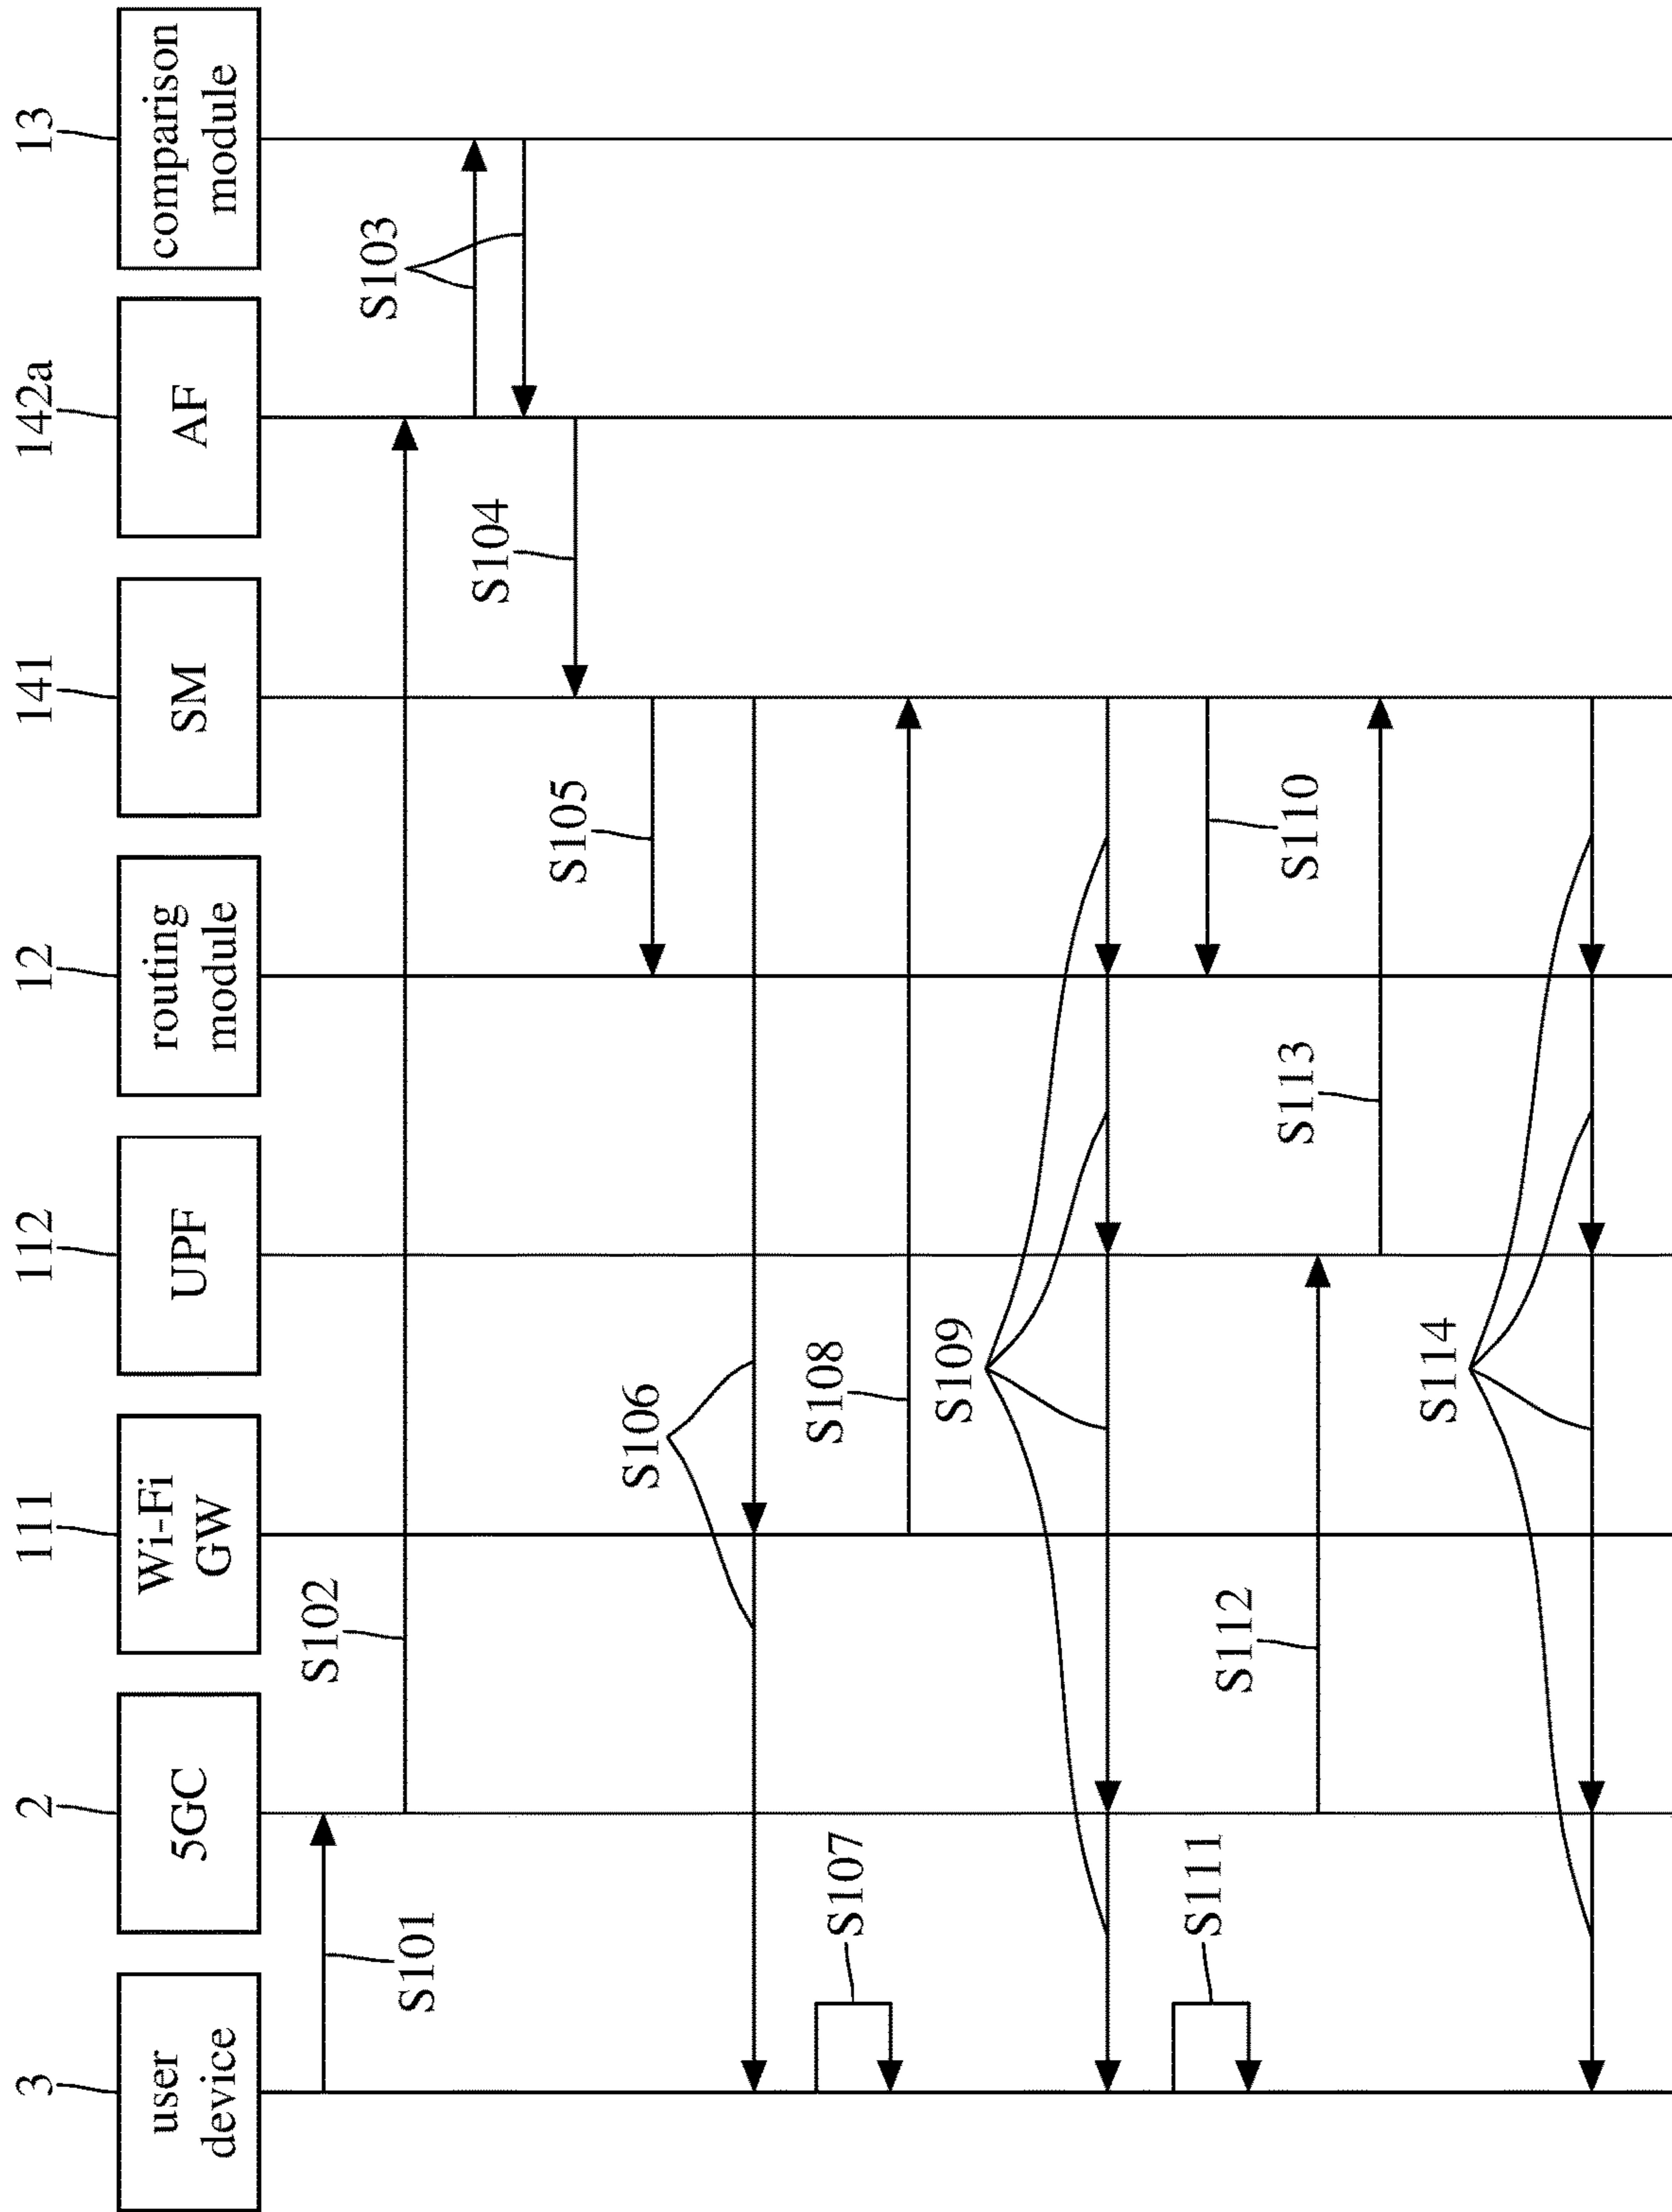 3
2
111
112
12
141
142a
13
user
device
5GC
Wi-Fi
GW
UPF
routing
module
SM
AF
comparison
module
S101
S102
S103
S104
S105
S106
S107
S108
S109
S110
S111
S112
S113
S114